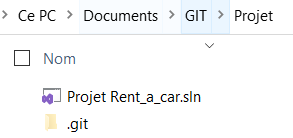 Ce PC > Documents > GIT > Projet
Nom
Projet Rent_a_car.sln
.git